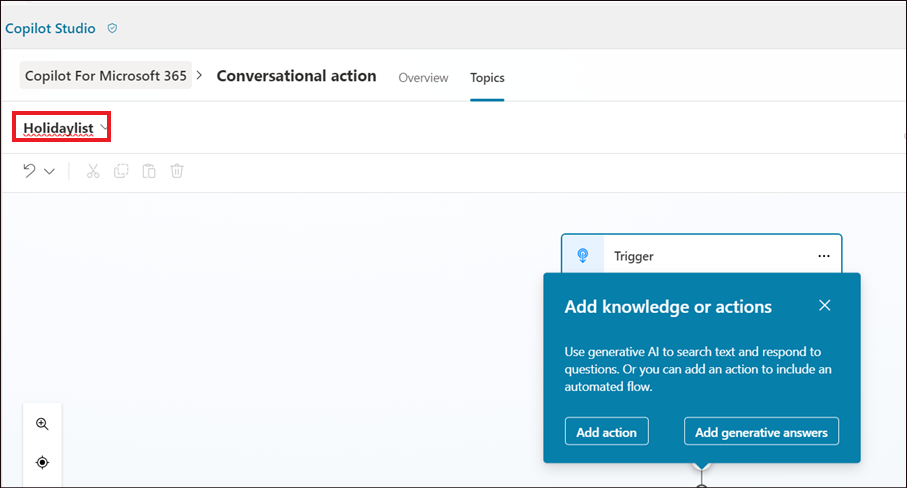 Copilot Studio
Copilot For Microsoft 365 > Conversational action Overview Topics
Holidaylist
Trigger
Add knowledge or actions
Use generative AI to search text and respond to
questions. Or you can add an action to include an
automated flow.
Add action Add generative answers